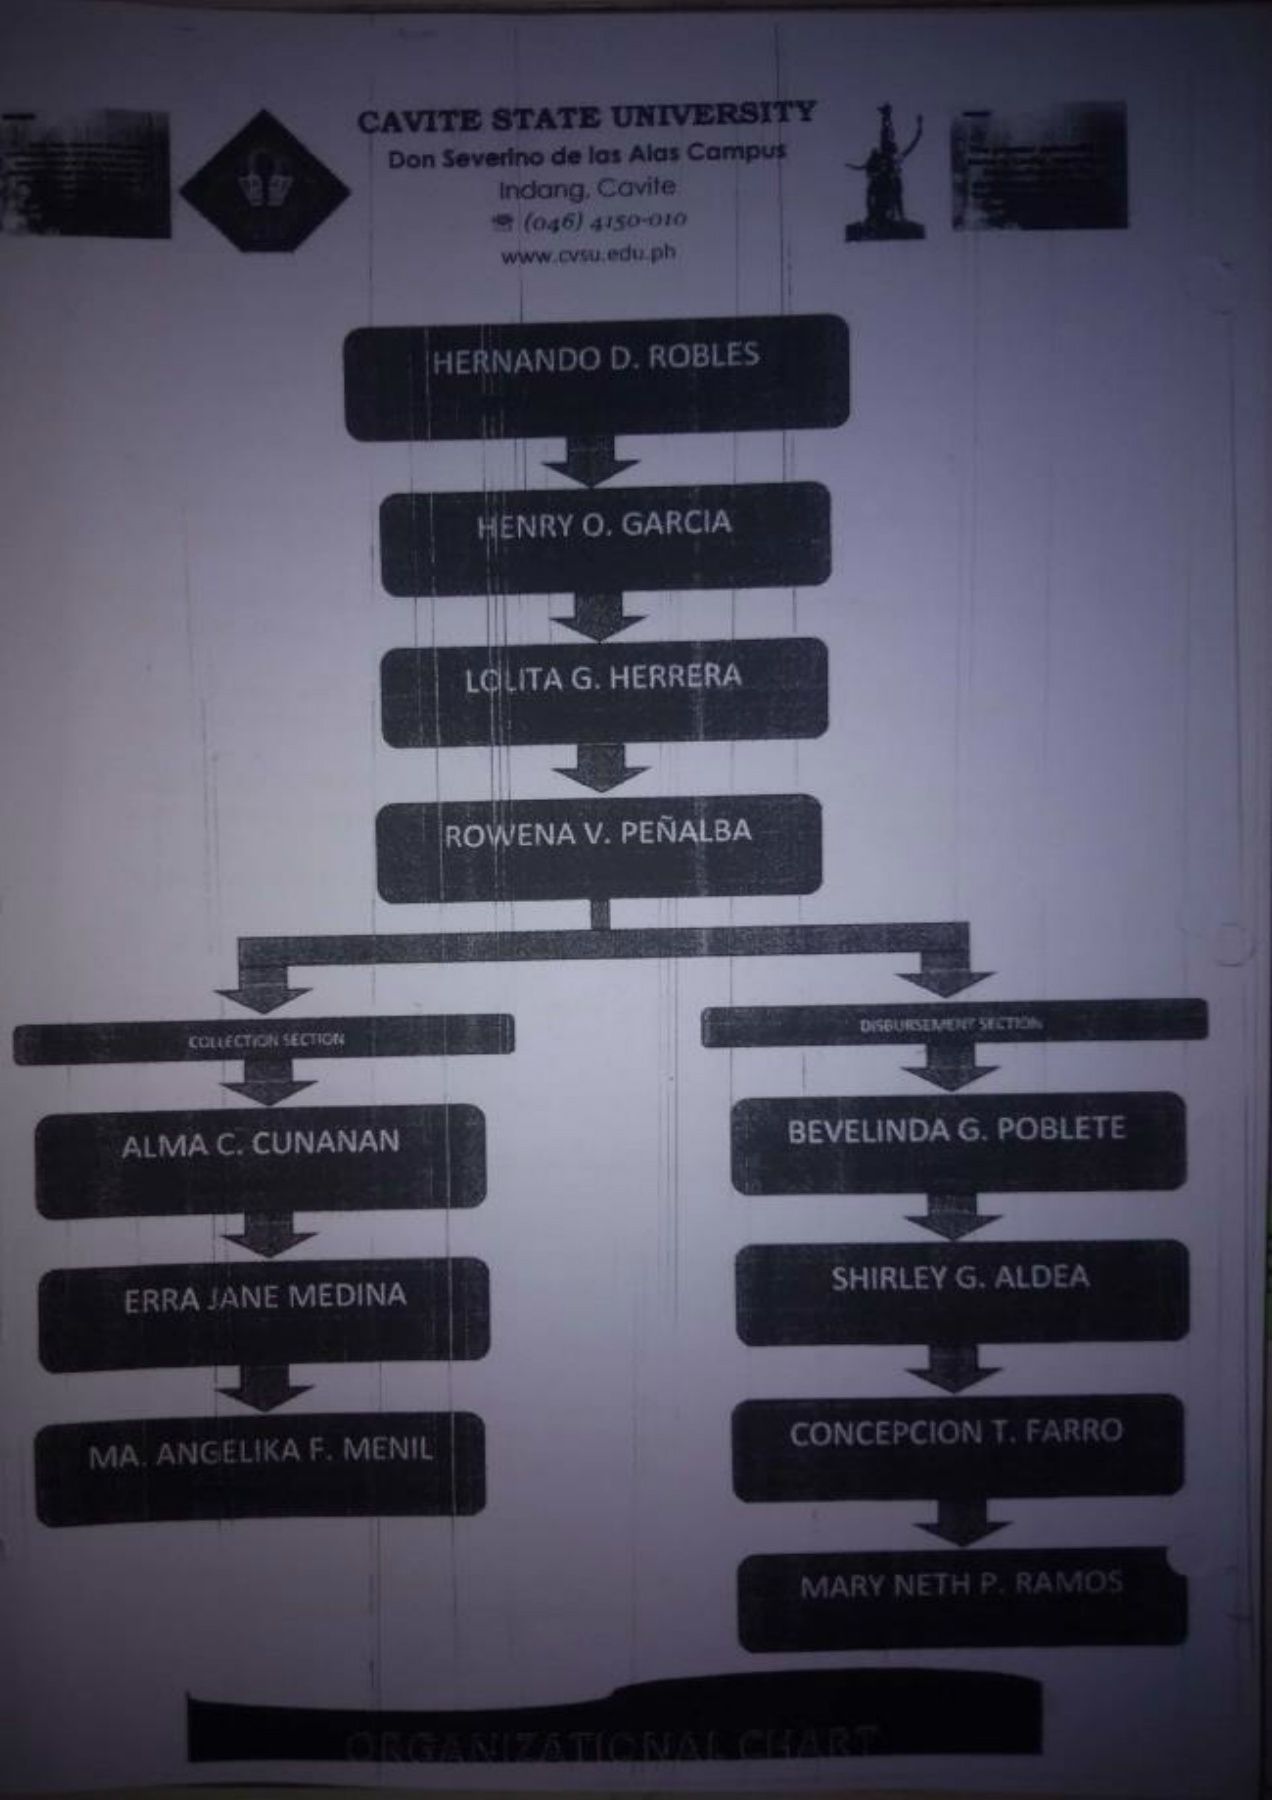 CAVITE STATE UNIVERSITY
Don Severino de las Alas Campus
Indang, Cavite
☎ (046) 4150-010
www.cvsu.edu.ph
HERNANDO D. ROBLES
HENRY O. GARCIA
LOLITA G. HERRERA
ROWENA V. PEÑALBA
COLLECTION SECTION
DISBURSEMENT SECTION
ALMA C. CUNANAN
BEVELINDA G. POBLETE
ERRA JANE MEDINA
SHIRLEY G. ALDEA
MA. ANGELIKA F. MENIL
CONCEPCION T. FARRO
MARY NETH P. RAMOS
ORGANIZATIONAL CHART